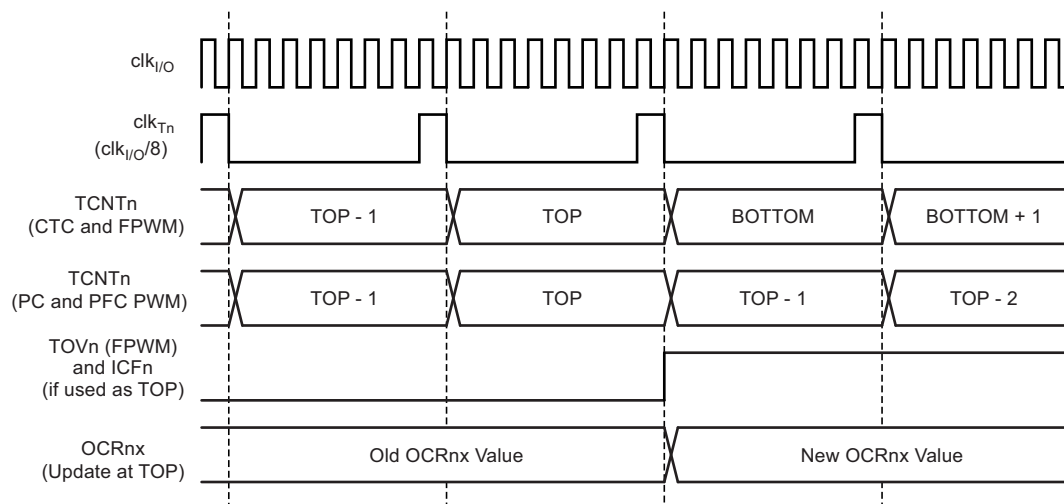 clkI/O
clkTn
(clkI/O/8)
TCNTn
(CTC and FPWM)
TOP - 1
TOP
BOTTOM
BOTTOM + 1
TCNTn
(PC and PFC PWM)
TOP - 1
TOP
TOP - 1
TOP - 2
TOVn (FPWM)
and ICFn
(if used as TOP)
OCRnx
(Update at TOP)
Old OCRnx Value
New OCRnx Value